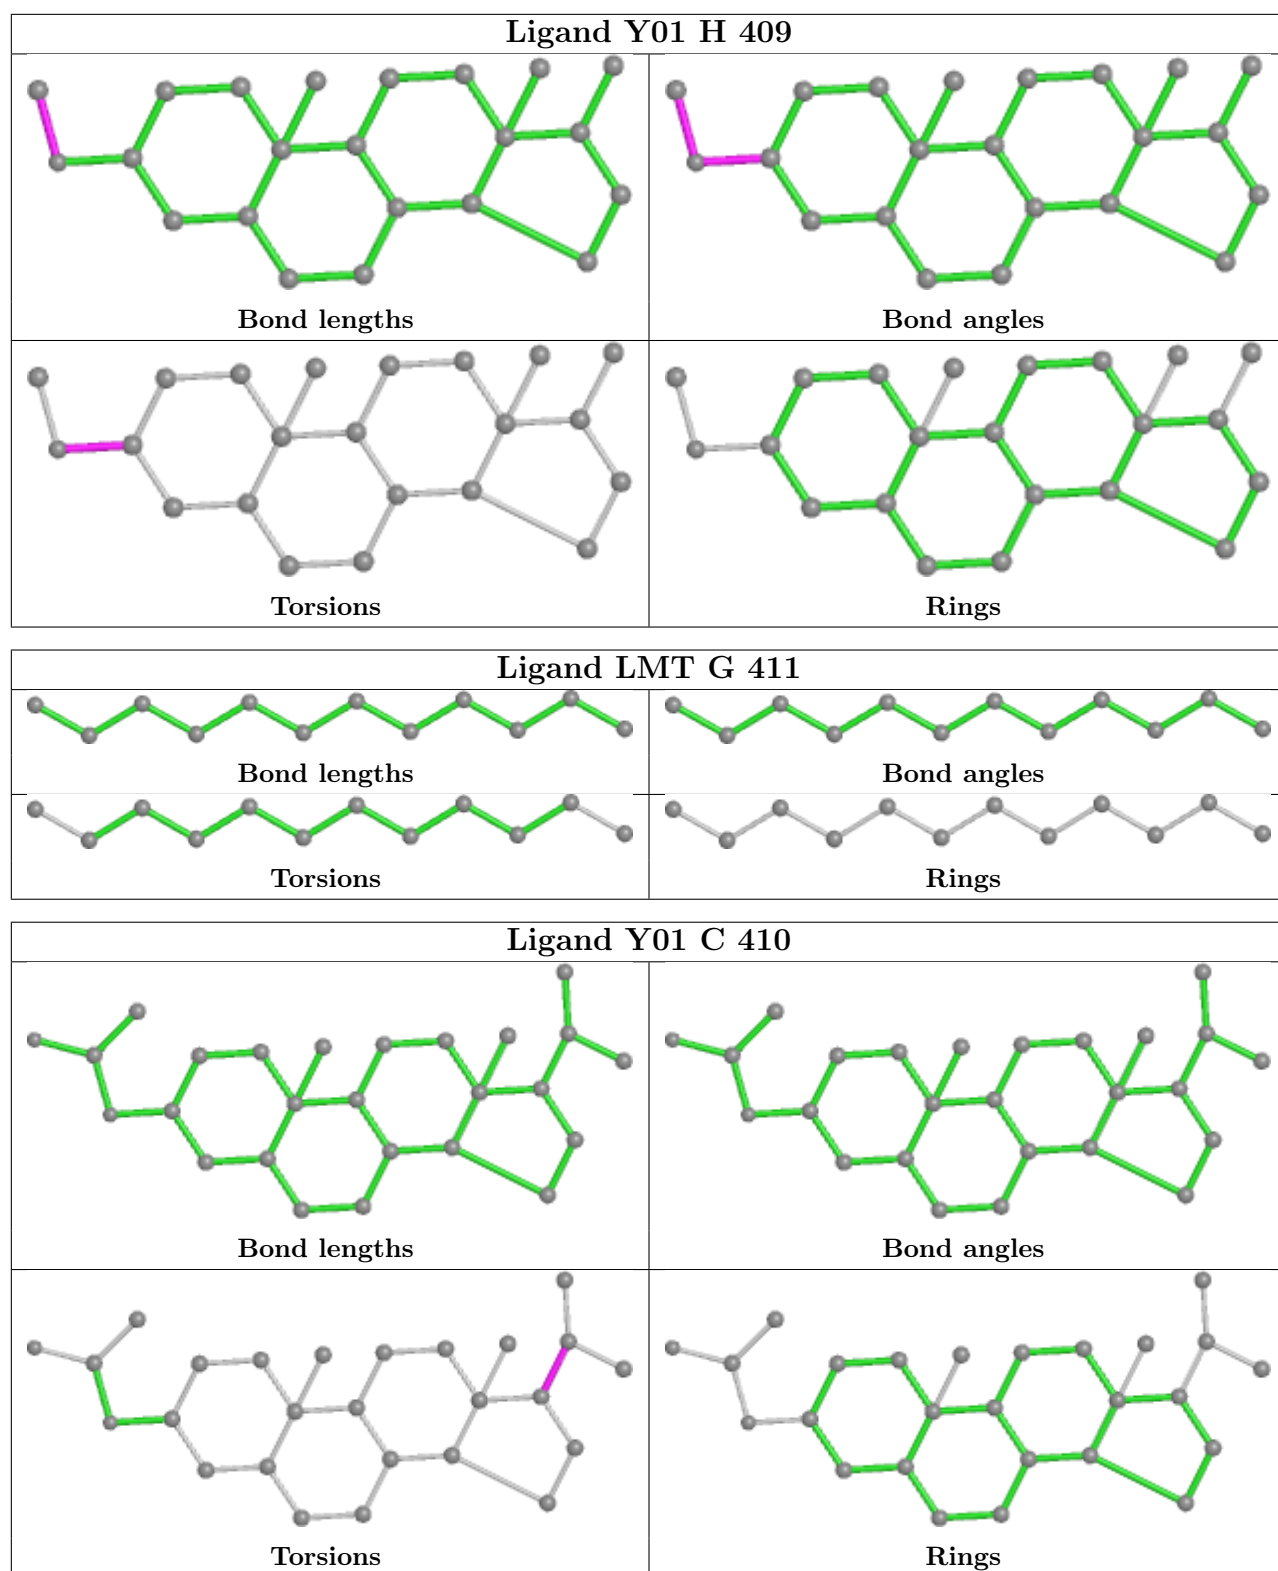 Ligand Y01 H 409
Bond lengths
Bond angles
Torsions
Rings
Ligand LMT G 411
Bond lengths
Bond angles
Torsions
Rings
Ligand Y01 C 410
Bond lengths
Bond angles
Torsions
Rings